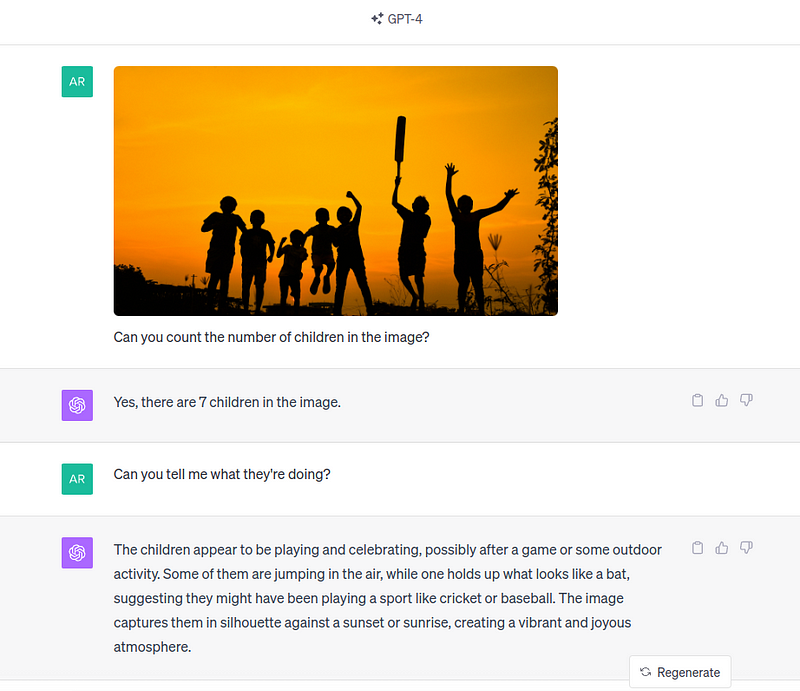 GPT-4
AR
Can you count the number of children in the image?
Yes, there are 7 children in the image.
AR
Can you tell me what they're doing?
The children appear to be playing and celebrating, possibly after a game or some outdoor
activity. Some of them are jumping in the air, while one holds up what looks like a bat,
suggesting they might have been playing a sport like cricket or baseball. The image
captures them in silhouette against a sunset or sunrise, creating a vibrant and joyous
atmosphere.
Regenerate